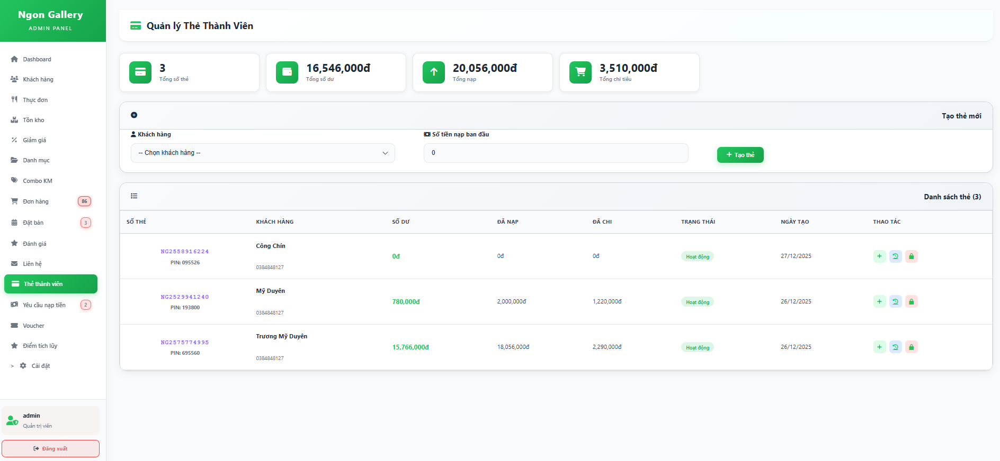 Ngon Gallery
ADMIN PANEL
Dashboard
Khách hàng
Thực đơn
Tồn kho
Giảm giá
Danh mục
Combo KM
Đơn hàng 86
Đặt bàn 3
Đánh giá
Liên hệ
Thẻ thành viên
Yêu cầu nạp tiền 2
Voucher
Điểm tích lũy
> Cài đặt
admin
Quản trị viên
Đăng xuất
Quản lý Thẻ Thành Viên
3
Tổng số thẻ
16,546,000đ
Tổng số dư
20,056,000đ
Tổng nạp
3,510,000đ
Tổng chi tiêu
Tạo thẻ mới
Khách hàng
-- Chọn khách hàng --
Số tiền nạp ban đầu
0
Tạo thẻ
Danh sách thẻ (3)
SỐ THẺ KHÁCH HÀNG SỐ DƯ ĐÃ NẠP ĐÃ CHI TRẠNG THÁI NGÀY TẠO THAO TÁC
Công Chín
NG2558916224
PIN: 095526
0384848127
0đ 0đ 0đ Hoạt động 27/12/2025
Mỹ Duyên
NG2529941240
PIN: 193800
0384848127
780,000đ 2,000,000đ 1,220,000đ Hoạt động 26/12/2025
Trương Mỹ Duyên
NG2575774995
PIN: 695560
0384848127
15,766,000đ 18,056,000đ 2,290,000đ Hoạt động 26/12/2025